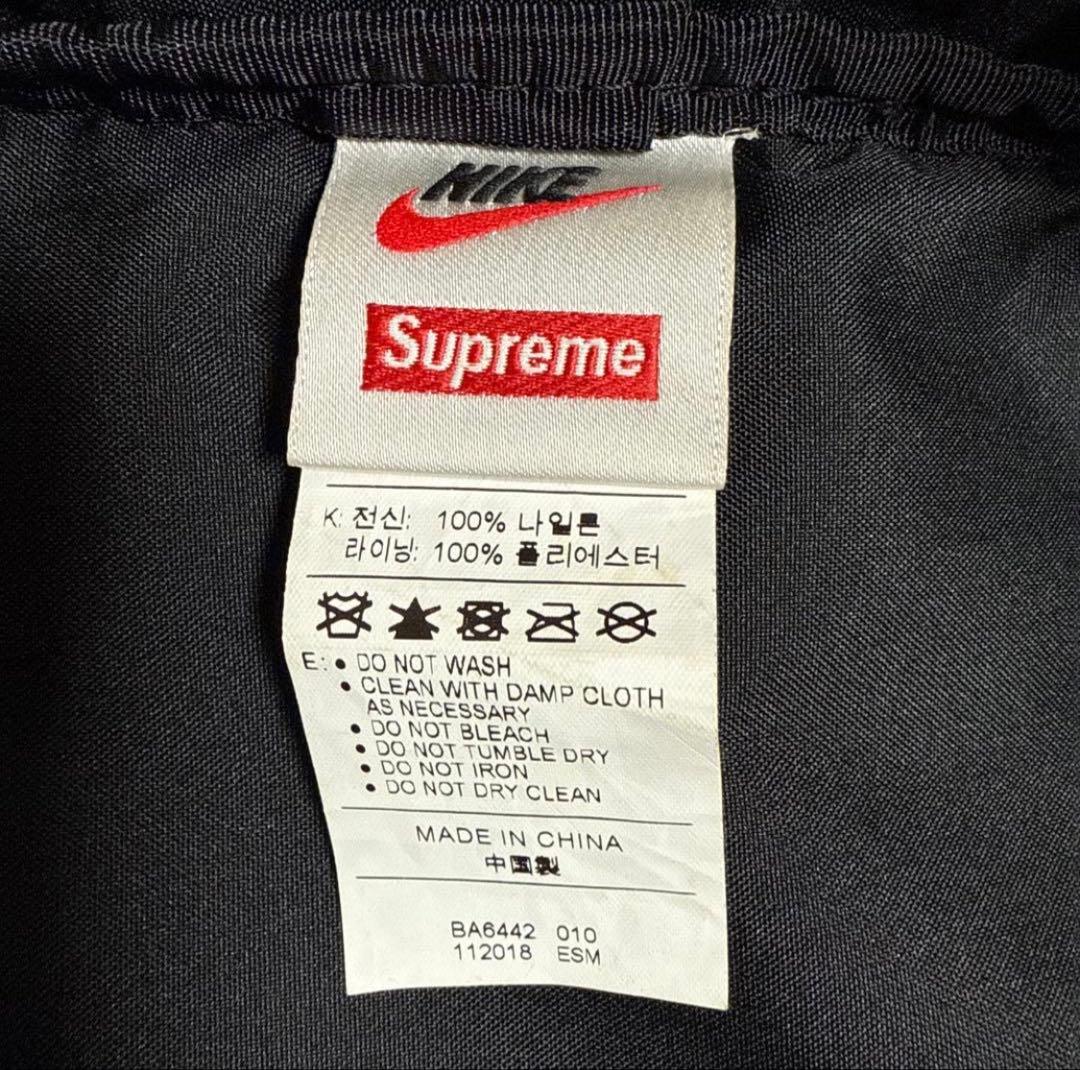 NIKE
Supreme
K: 전신: 100% 나일론
라이닝: 100% 폴리에스터
E: • DO NOT WASH
• CLEAN WITH DAMP CLOTH
AS NECESSARY
• DO NOT BLEACH
• DO NOT TUMBLE DRY
• DO NOT IRON
• DO NOT DRY CLEAN
MADE IN CHINA
中国製
BA6442 010
112018 ESM